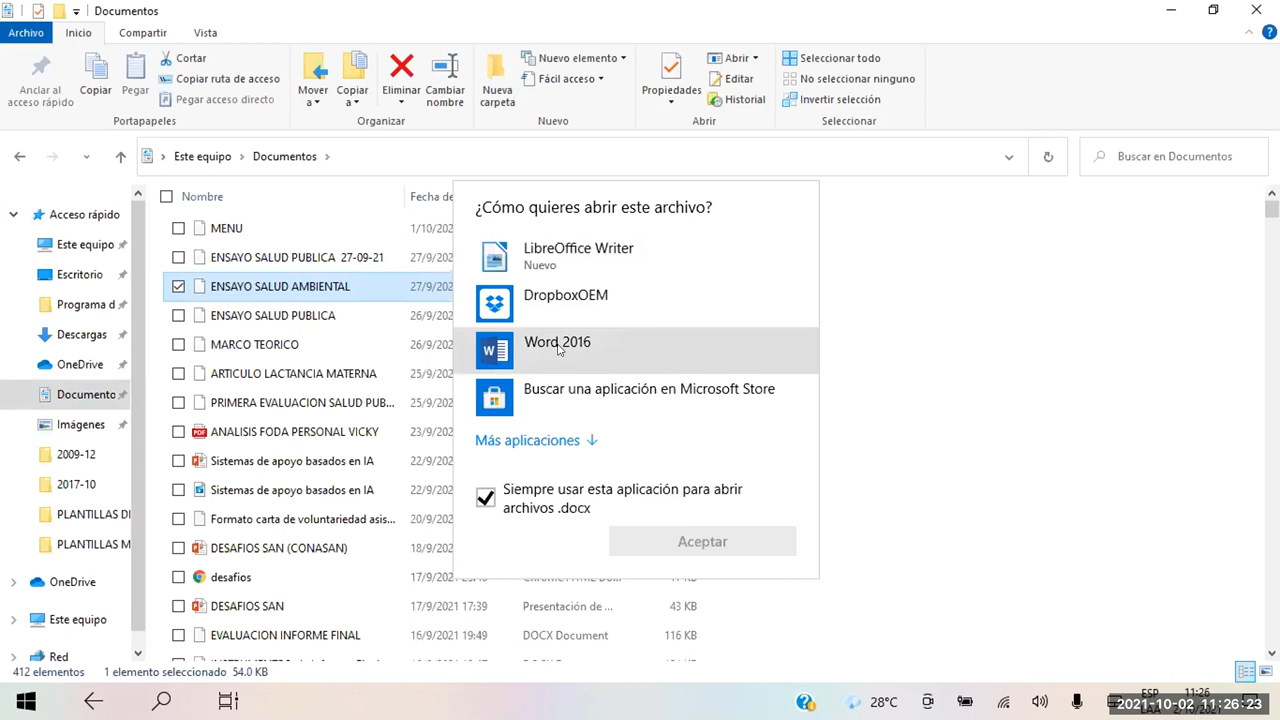 Documentos
Archivo
Inicio
Compartir
Vista
Anclar al
acceso rápido
Copiar
Pegar
Cortar
Copiar ruta de acceso
Pegar acceso directo
Portapapeles
Mover
a
Copiar
a
Eliminar
Cambiar
nombre
Organizar
Nueva
carpeta
Nuevo elemento
Fácil acceso
Nuevo
Propiedades
Abrir
Editar
Historial
Abrir
Seleccionar todo
No seleccionar ninguno
Invertir selección
Seleccionar
Este equipo > Documentos >
Buscar en Documentos
Acceso rápido
Este equipo
Escritorio
Programa d
Descargas
OneDrive
Documento
Imágenes
2009-12
2017-10
PLANTILLAS DI
PLANTILLAS M
OneDrive
Este equipo
Red
Nombre
Fecha de
MENU
1/10/202
ENSAYO SALUD PUBLICA 27-09-21
27/9/202
ENSAYO SALUD AMBIENTAL
27/9/202
ENSAYO SALUD PUBLICA
26/9/202
MARCO TEORICO
26/9/202
ARTICULO LACTANCIA MATERNA
25/9/202
PRIMERA EVALUACION SALUD PUB...
25/9/202
PDF
ANALISIS FODA PERSONAL VICKY
23/9/202
Sistemas de apoyo basados en IA
22/9/202
Sistemas de apoyo basados en IA
22/9/202
Formato carta de voluntariedad asis...
20/9/202
DESAFIOS SAN (CONASAN)
18/9/202
desafios
DESAFIOS SAN
17/9/2021 17:39
Presentación de ...
43 KB
EVALUACION INFORME FINAL
16/9/2021 19:49
DOCX Document
116 KB
¿Cómo quieres abrir este archivo?
LibreOffice Writer
Nuevo
DropboxOEM
Word 2016
Buscar una aplicación en Microsoft Store
Más aplicaciones
Siempre usar esta aplicación para abrir
archivos .docx
Aceptar
412 elementos
1 elemento seleccionado 54.0 KB
28°C
ESP
LAA
11:26
2021-10-02 11:26:23